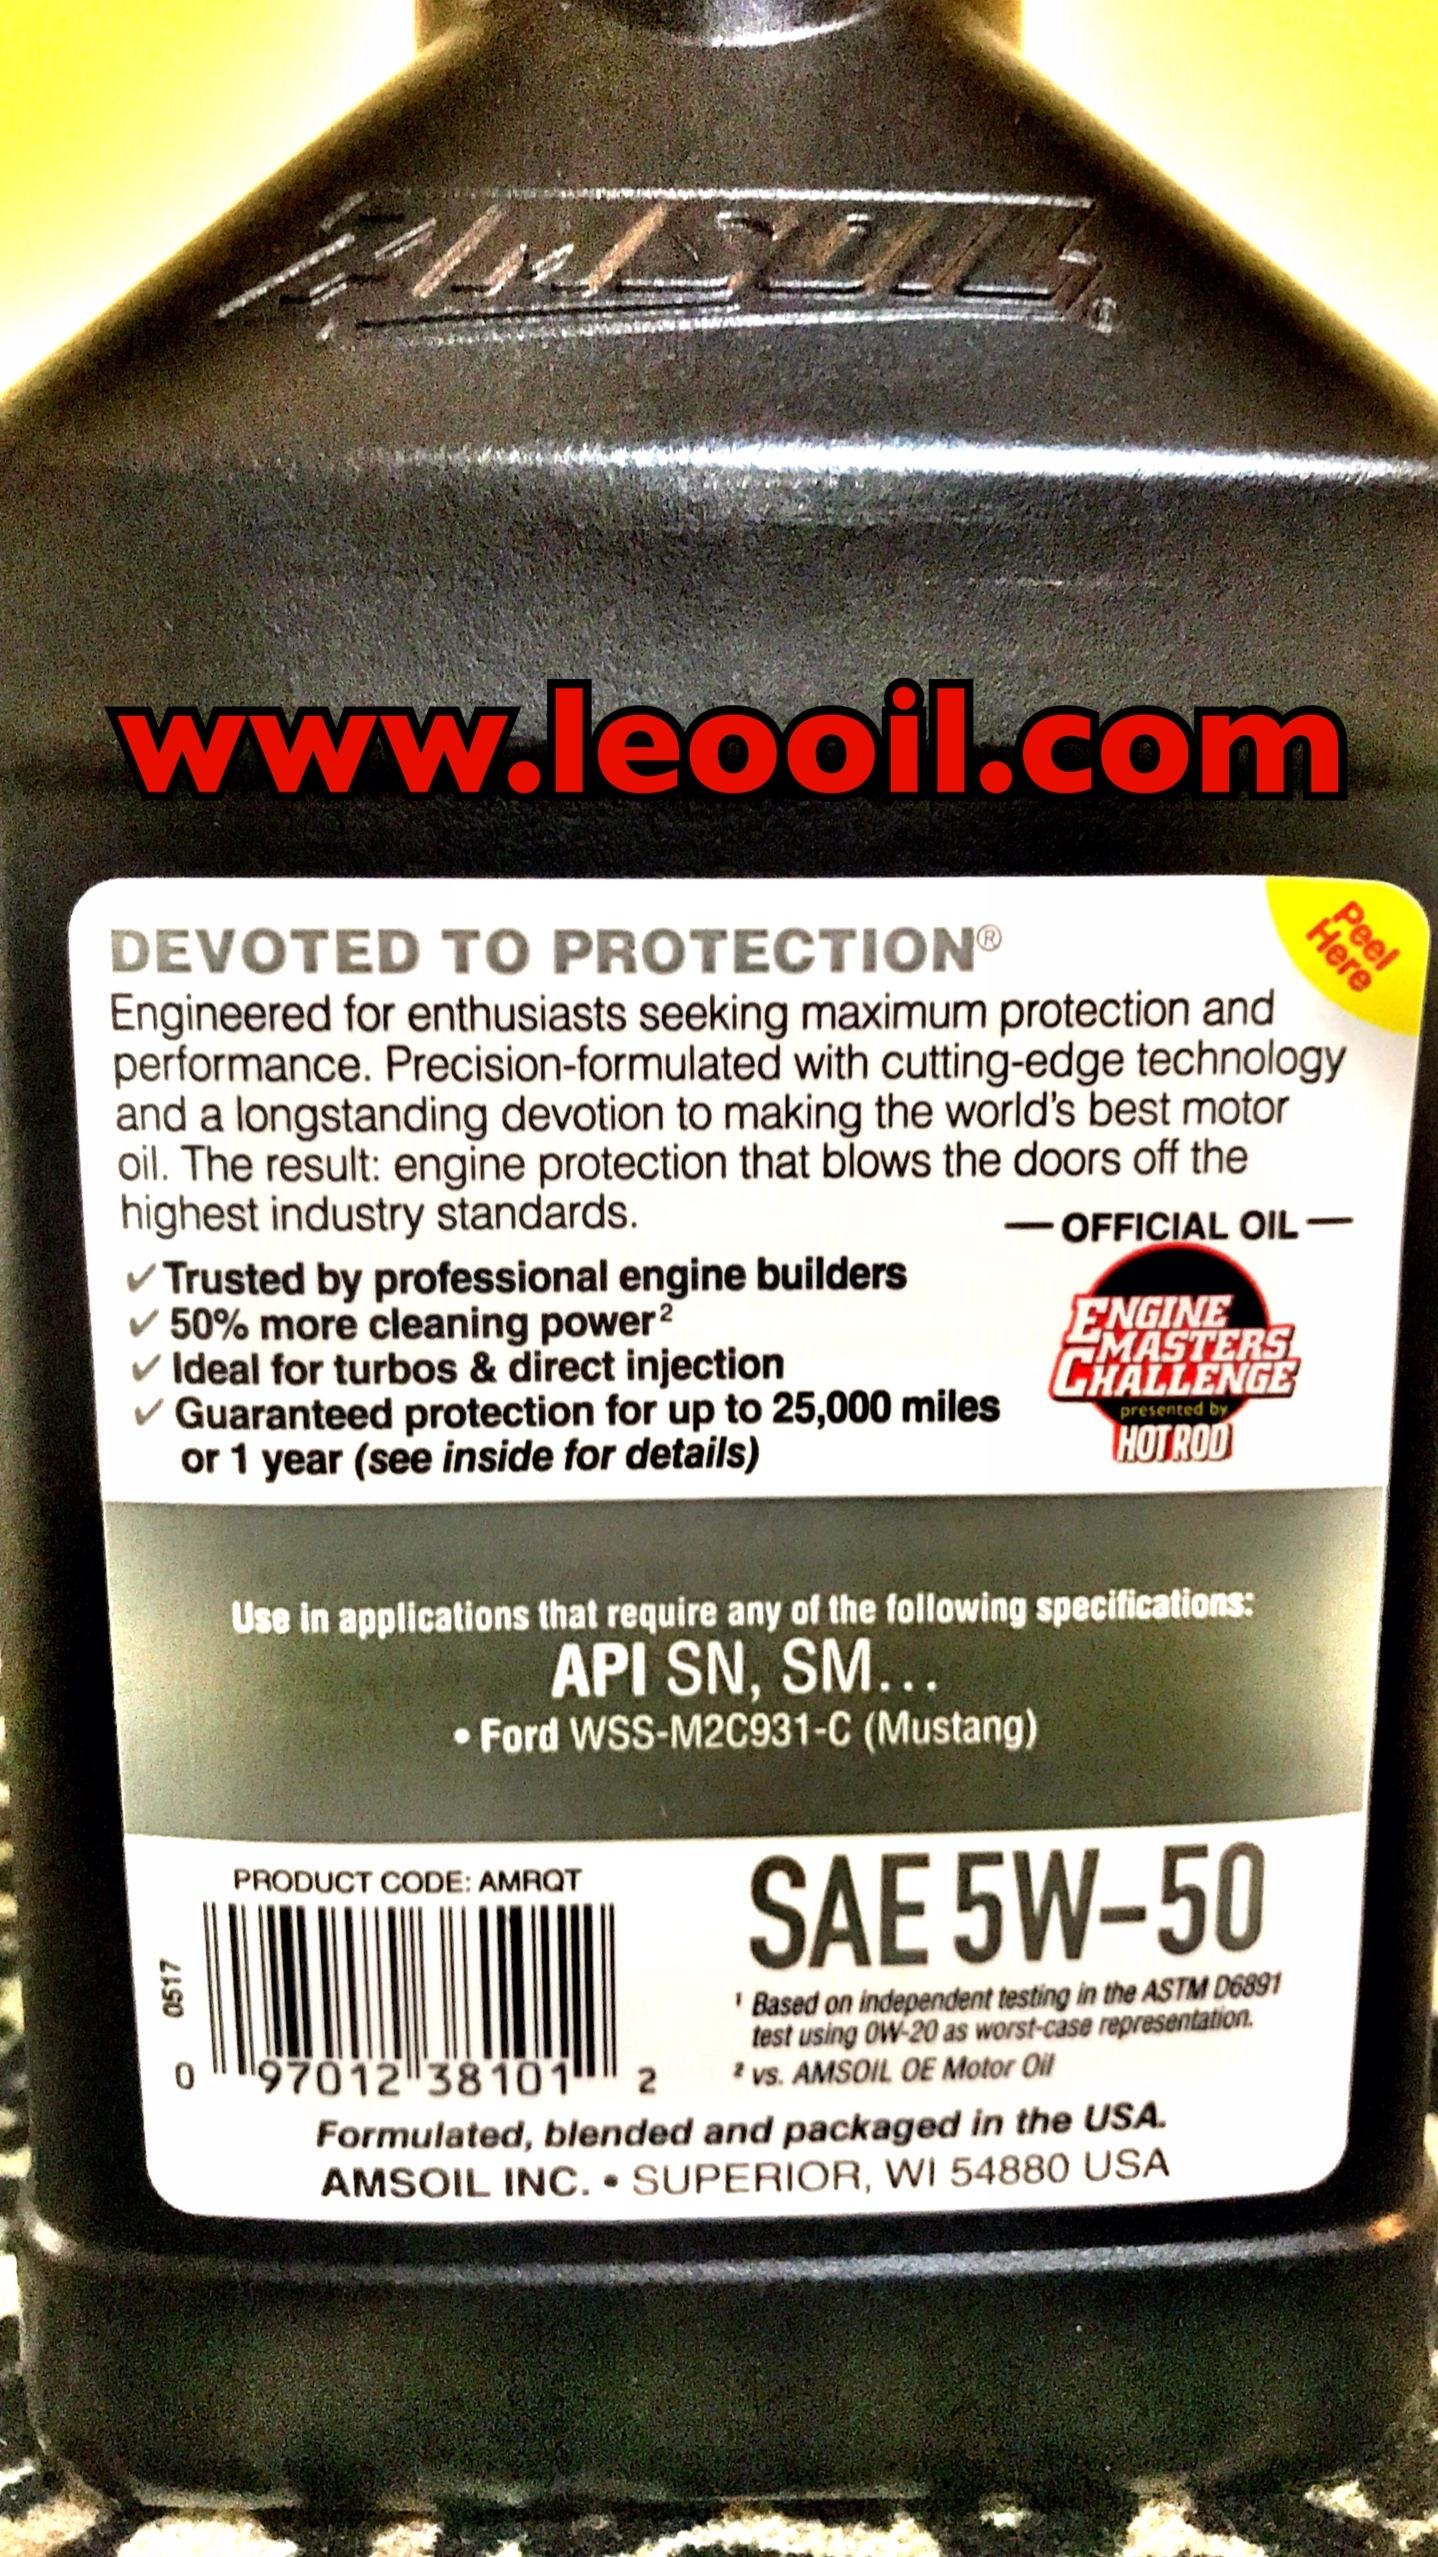 AMSOIL
www.leooil.com
DEVOTED TO PROTECTION®
Peel
Here
Engineered for enthusiasts seeking maximum protection and
performance. Precision-formulated with cutting-edge technology
and a longstanding devotion to making the world's best motor
oil. The result: engine protection that blows the doors off the
highest industry standards.
✓ Trusted by professional engine builders
✓ 50% more cleaning power²
✓ Ideal for turbos & direct injection
✓ Guaranteed protection for up to 25,000 miles
or 1 year (see inside for details)
— OFFICIAL OIL —
ENGINE
MASTERS
CHALLENGE
presented by
HOT ROD
Use in applications that require any of the following specifications:
API SN, SM...
• Ford WSS-M2C931-C (Mustang)
PRODUCT CODE: AMRQT
0517
0 97012 38101 2
SAE 5W-50
¹ Based on independent testing in the ASTM D6891
test using 0W-20 as worst-case representation.
² vs. AMSOIL OE Motor Oil
Formulated, blended and packaged in the USA.
AMSOIL INC. • SUPERIOR, WI 54880 USA